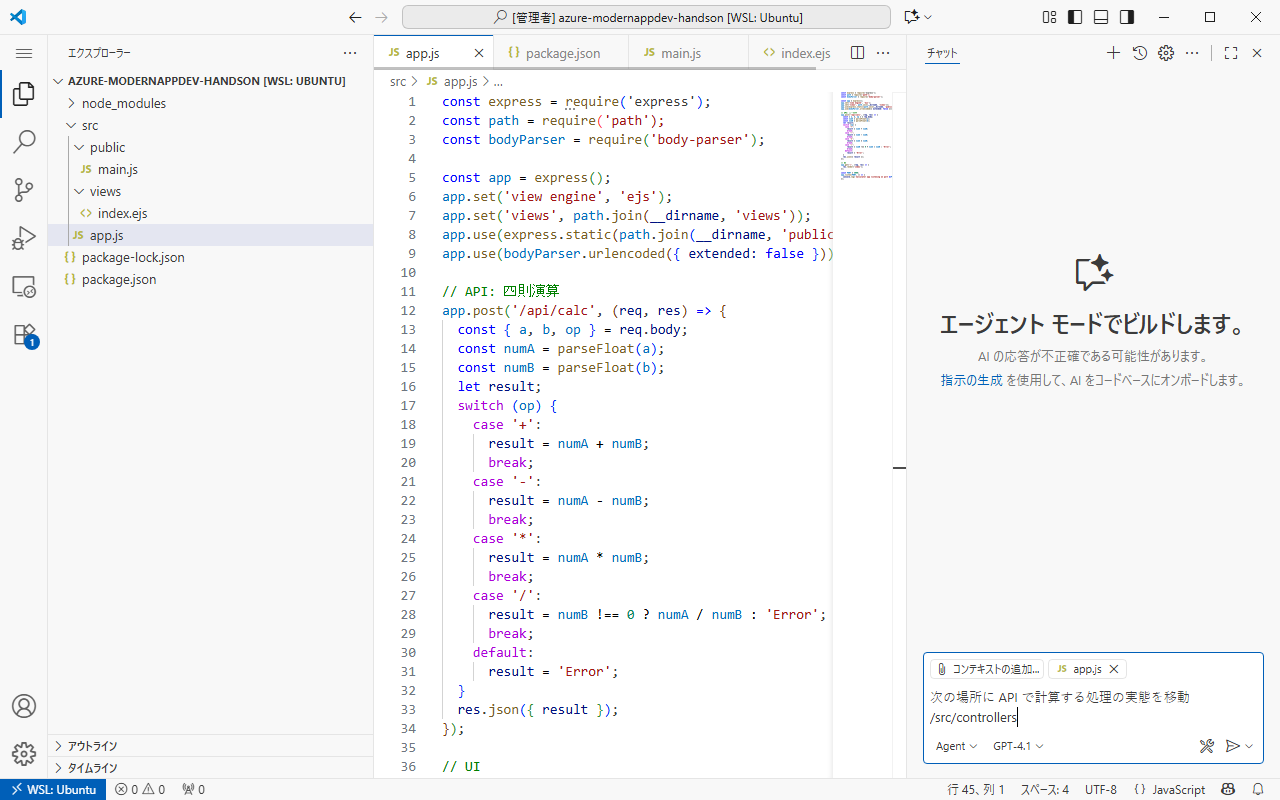 [管理者] azure-modernappdev-handson [WSL: Ubuntu]
エクスプローラー
AZURE-MODERNAPPDEV-HANDSON [WSL: UBUNTU]
node_modules
src
public
JS main.js
views
<> index.ejs
JS app.js
{} package-lock.json
{} package.json
アウトライン
タイムライン
1
JS app.js
{} package.json
JS main.js
<> index.ejs
src > JS app.js > ...
1 const express = require('express');
2 const path = require('path');
3 const bodyParser = require('body-parser');
4
5 const app = express();
6 app.set('view engine', 'ejs');
7 app.set('views', path.join(__dirname, 'views'));
8 app.use(express.static(path.join(__dirname, 'public
9 app.use(bodyParser.urlencoded({ extended: false }))
10
11 // API: 四則演算
12 app.post('/api/calc', (req, res) => {
13 const { a, b, op } = req.body;
14 const numA = parseFloat(a);
15 const numB = parseFloat(b);
16 let result;
17 switch (op) {
18 case '+':
19 result = numA + numB;
20 break;
21 case '-':
22 result = numA - numB;
23 break;
24 case '*':
25 result = numA * numB;
26 break;
27 case '/':
28 result = numB !== 0 ? numA / numB : 'Error';
29 break;
30 default:
31 result = 'Error';
32 }
33 res.json({ result });
34 });
35
36 // UI
チャット
エージェント モードでビルドします。
AI の応答が不正確である可能性があります。
指示の生成 を使用して、AI をコードベースにオンボードします。
コンテキストの追加...
JS app.js
次の場所に API で計算する処理の実態を移動
/src/controllers
Agent
GPT-4.1
WSL: Ubuntu
0 0
0
行 45、列 1
スペース: 4
UTF-8
{} JavaScript